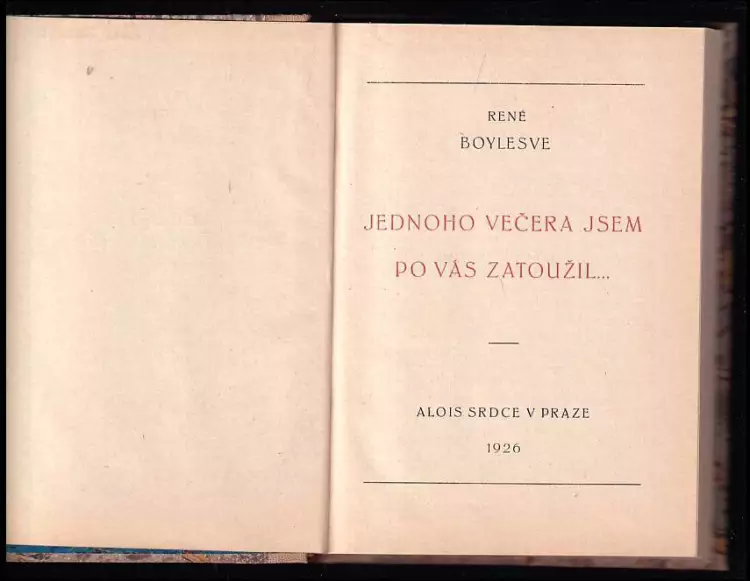 RENÉ
BOYLESVE
JEDNOHO VEČERA JSEM
PO VÁS ZATOUŽIL...
ALOIS SRDCE V PRAZE
1926